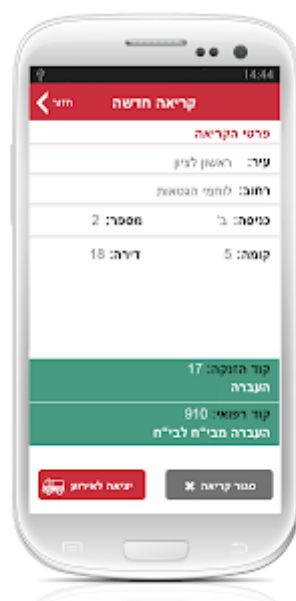 14:44
חזור
קריאה חדשה
פרטי הקריאה
עיר: ראשון לציון
רחוב: לוחמי הגטאות
כניסה: ב' מספר: 2
קומה: 5 דירה: 18
קוד הזנקה: 17
העברה
קוד רפואי: 910
העברה מבי"ח לבי"ח
סגור קריאה ✖ יציאה לאירוע